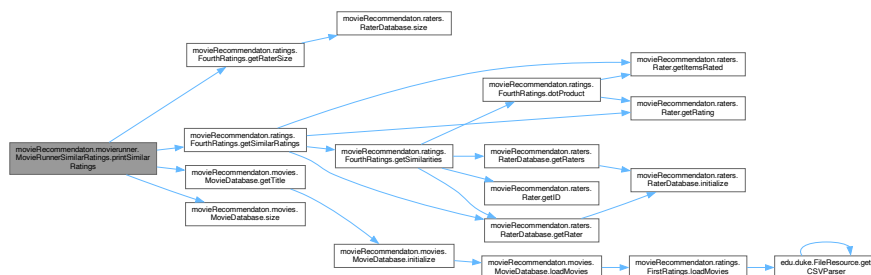 movieRecommendaton.movierunner.
MovieRunnerSimilarRatings.printSimilar
Ratings
movieRecommendaton.ratings.
FourthRatings.getRaterSize
movieRecommendaton.raters.
RaterDatabase.size
movieRecommendaton.ratings.
FourthRatings.getSimilarRatings
movieRecommendaton.movies.
MovieDatabase.getTitle
movieRecommendaton.movies.
MovieDatabase.size
movieRecommendaton.ratings.
FourthRatings.getSimilarities
movieRecommendaton.movies.
MovieDatabase.initialize
movieRecommendaton.ratings.
FourthRatings.dotProduct
movieRecommendaton.raters.
RaterDatabase.getRaters
movieRecommendaton.raters.
Rater.getID
movieRecommendaton.raters.
RaterDatabase.getRater
movieRecommendaton.movies.
MovieDatabase.loadMovies
movieRecommendaton.raters.
Rater.getItemsRated
movieRecommendaton.raters.
Rater.getRating
movieRecommendaton.raters.
RaterDatabase.initialize
movieRecommendaton.ratings.
FirstRatings.loadMovies
edu.duke.FileResource.get
CSVParser